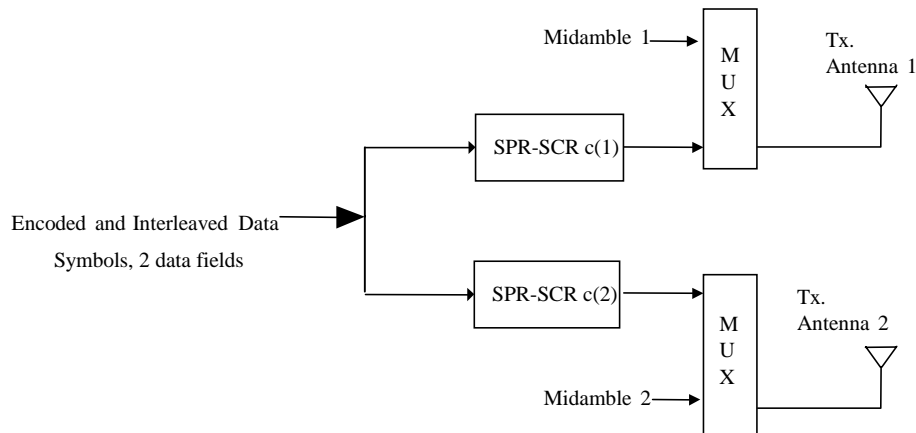 Midamble 1
M
U
X
Tx.
Antenna 1
SPR-SCR c(1)
Encoded and Interleaved Data
Symbols, 2 data fields
SPR-SCR c(2)
M
U
X
Tx.
Antenna 2
Midamble 2